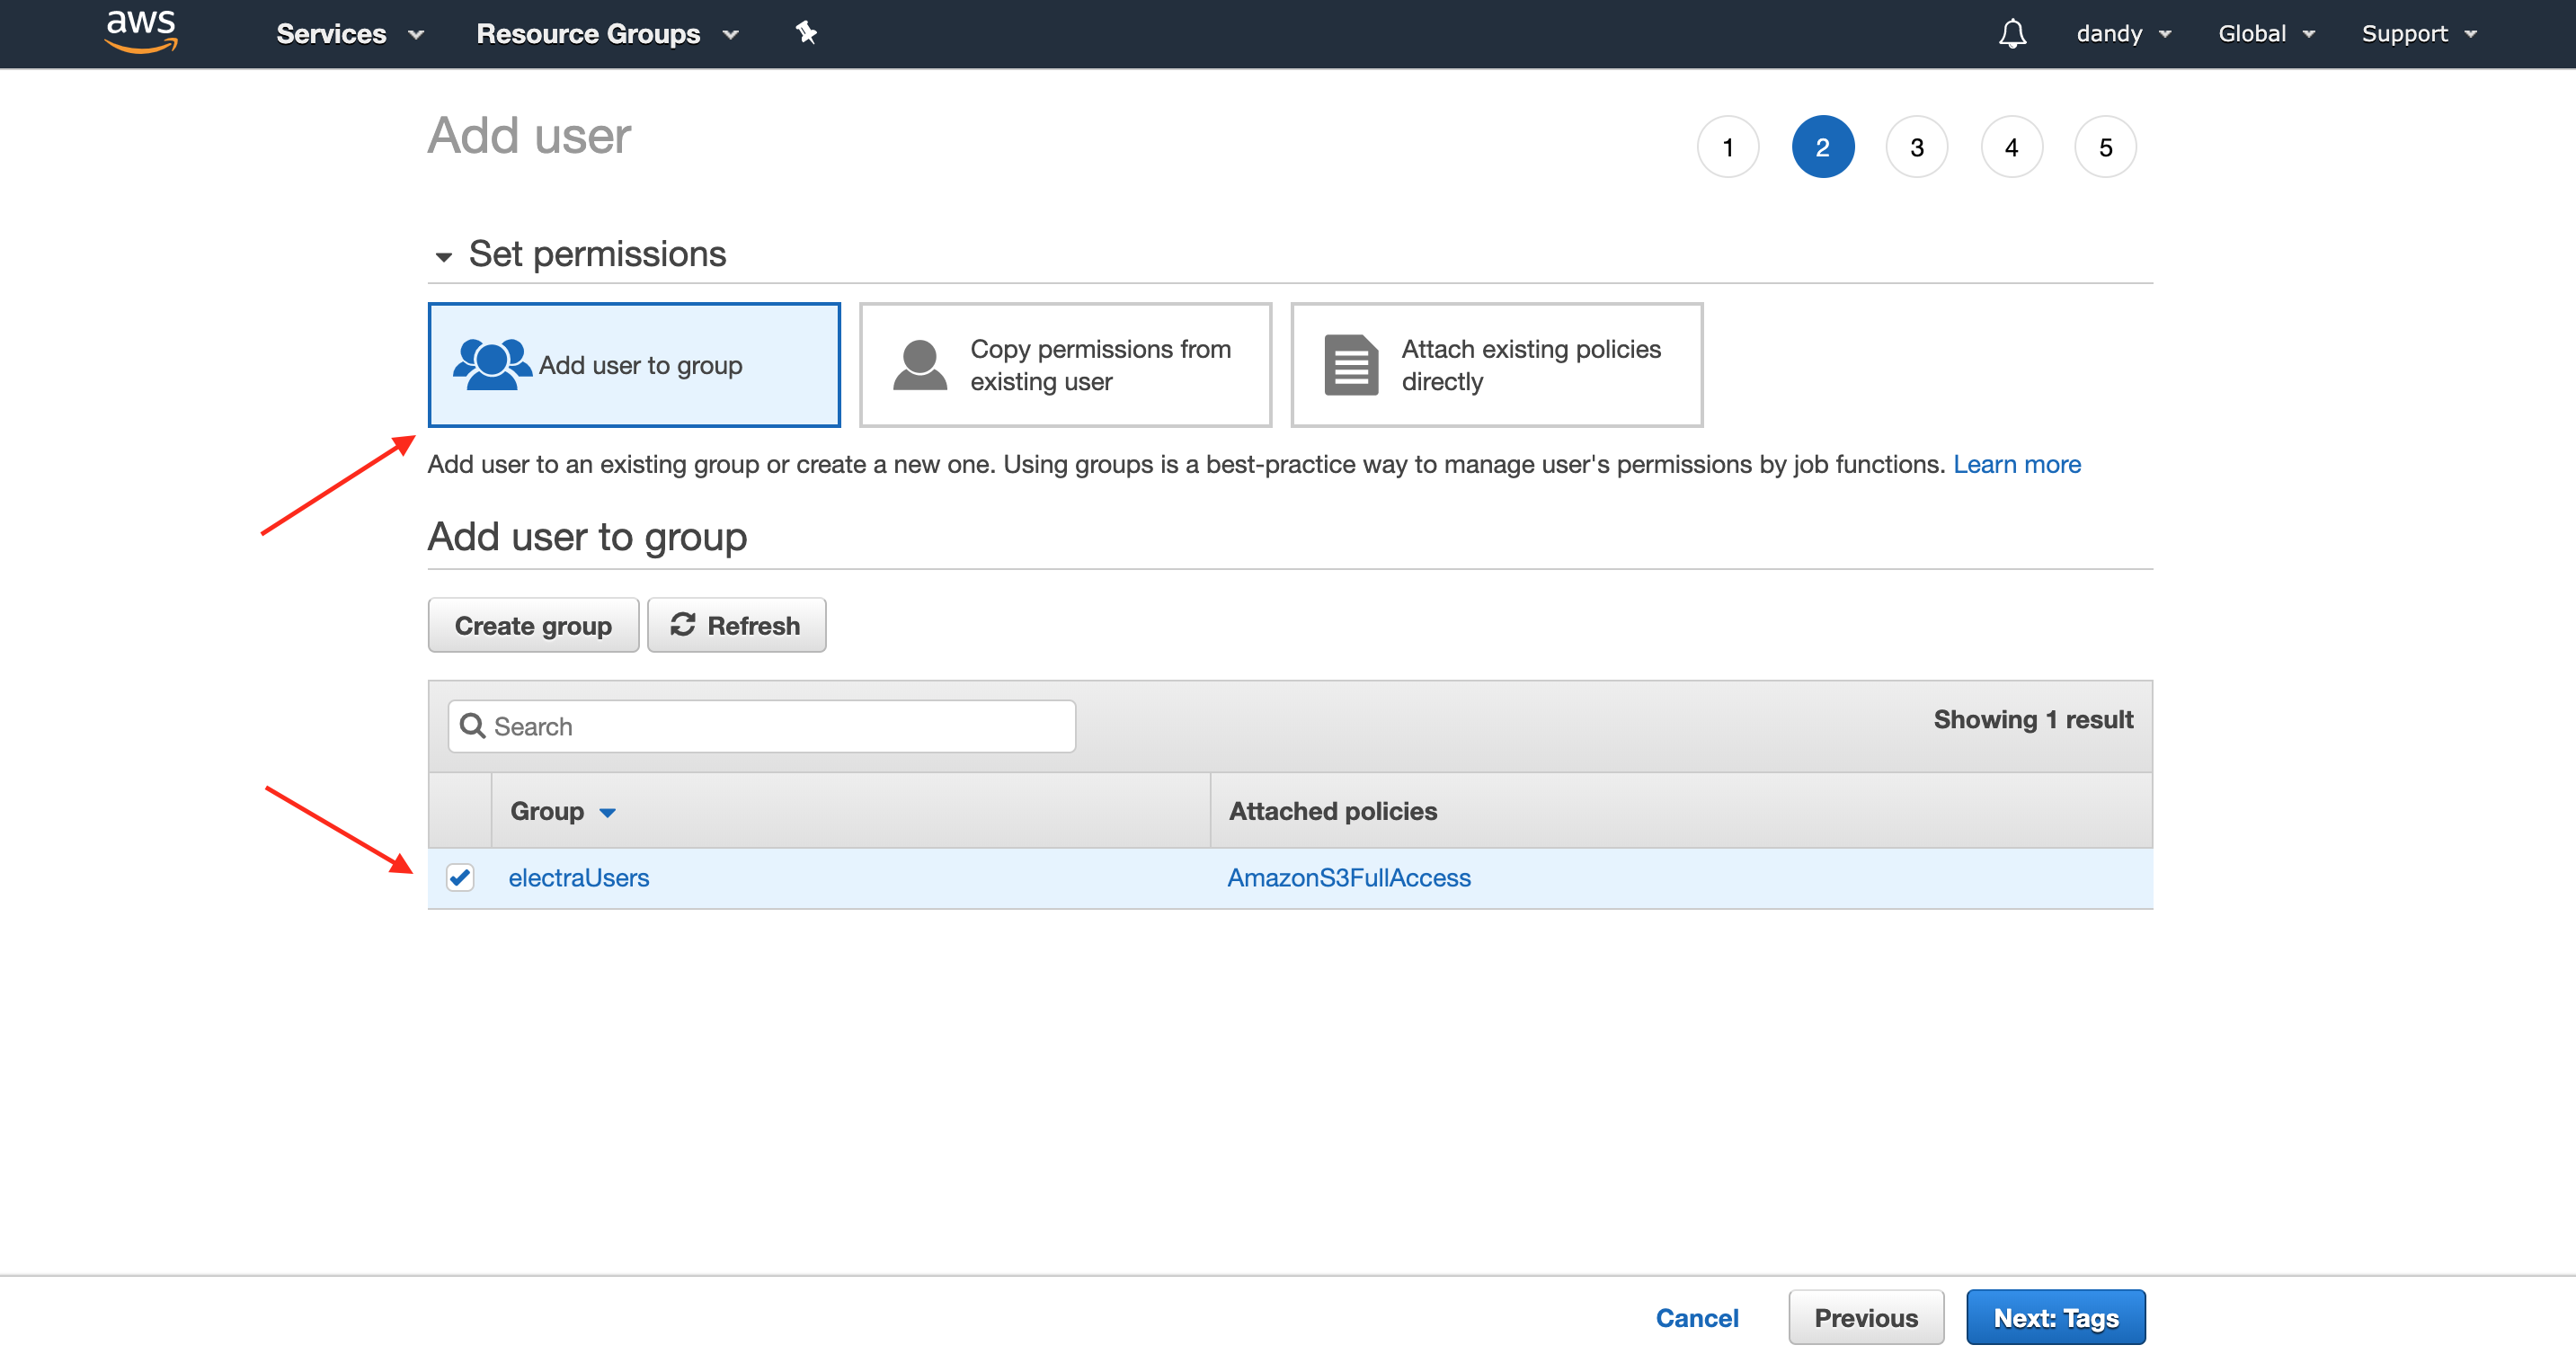 aws Services Resource Groups dandy Global Support
Add user 1 2 3 4 5
Set permissions
Add user to group
Copy permissions from
existing user
Attach existing policies
directly
Add user to an existing group or create a new one. Using groups is a best-practice way to manage user's permissions by job functions. Learn more
Add user to group
Create group Refresh
Search Showing 1 result
Group Attached policies
electraUsers AmazonS3FullAccess
Cancel Previous Next: Tags